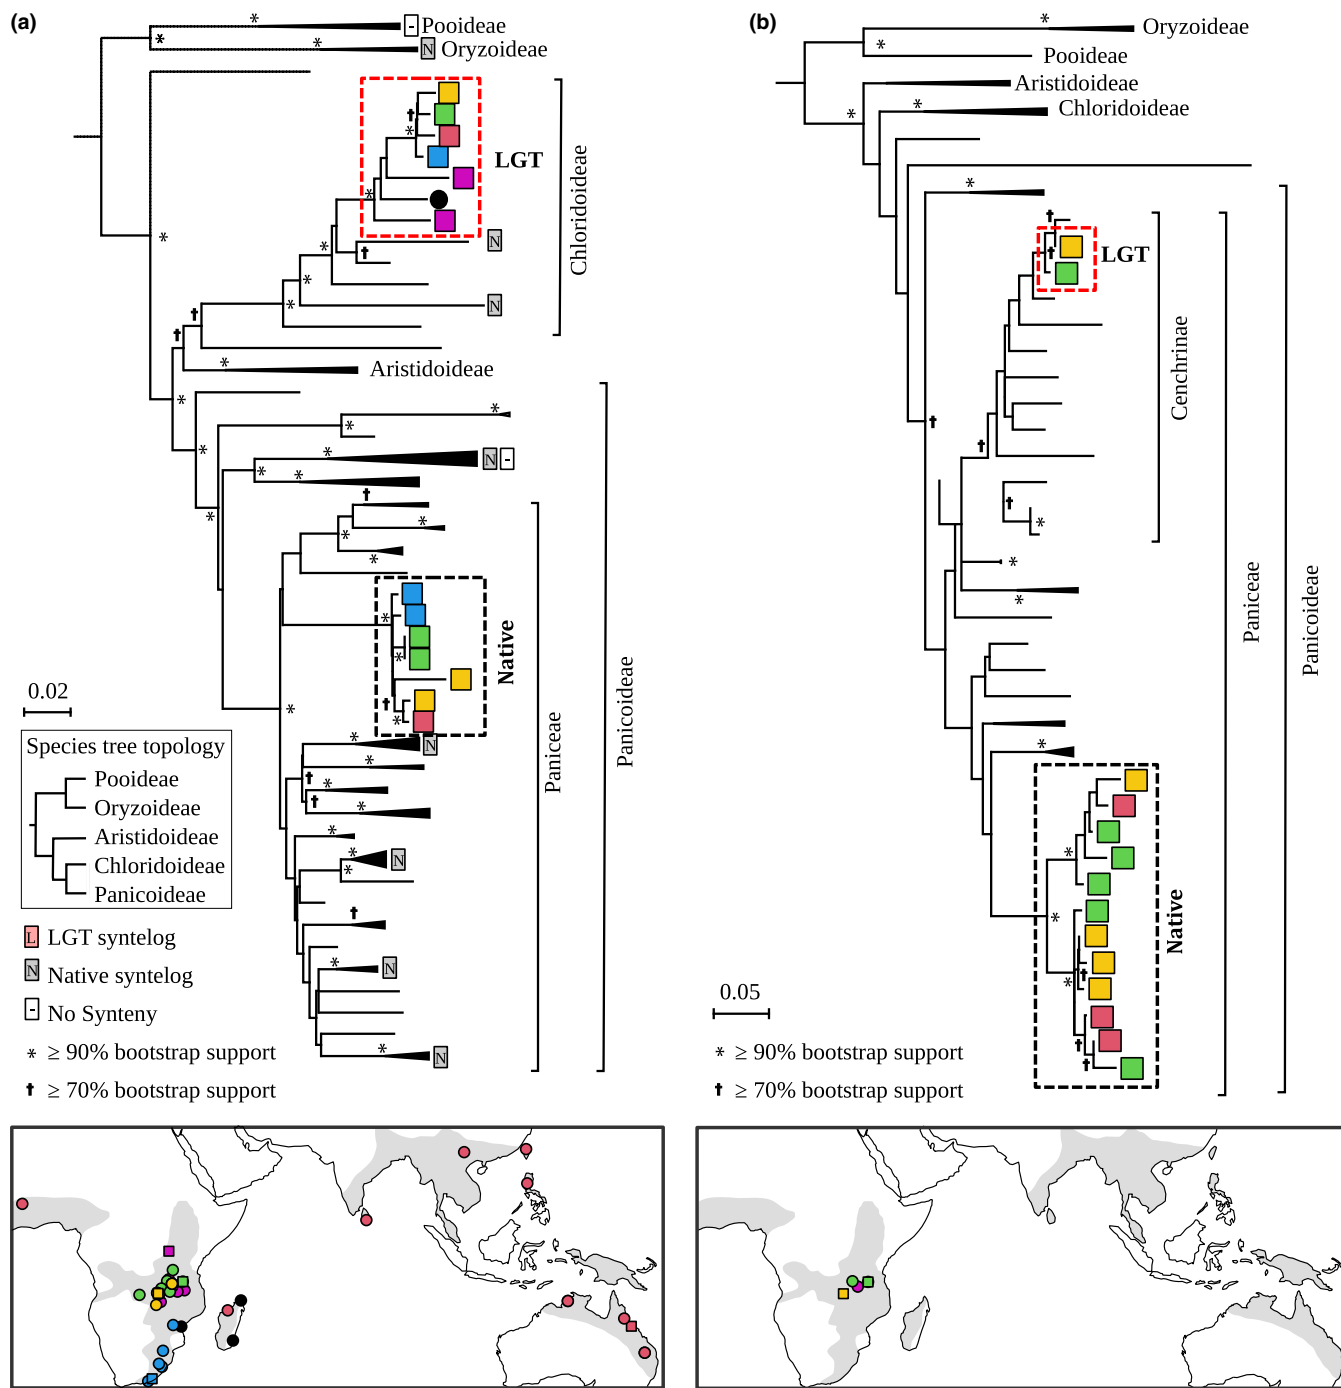 (a)
-
Pooideae
N
Oryzoideae
*
†
LGT
Chloridoideae
N
N
Aristidoideae
N
-
Native
Paniceae
Panicoideae
N
N
N
N
0.02
Species tree topology
Pooideae
Oryzoideae
Aristidoideae
Chloridoideae
Panicoideae
L LGT syntelog
N Native syntelog
- No Synteny
* ≥ 90% bootstrap support
† ≥ 70% bootstrap support
(b)
Oryzoideae
Pooideae
Aristidoideae
Chloridoideae
LGT
Cenchrinae
Paniceae
Panicoideae
Native
0.05
* ≥ 90% bootstrap support
† ≥ 70% bootstrap support